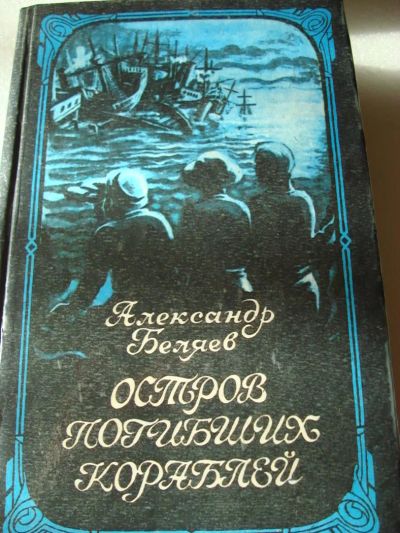 Александр
Беляев
ОСТРОВ
ПОГИБШИХ
КОРАБЛЕЙ